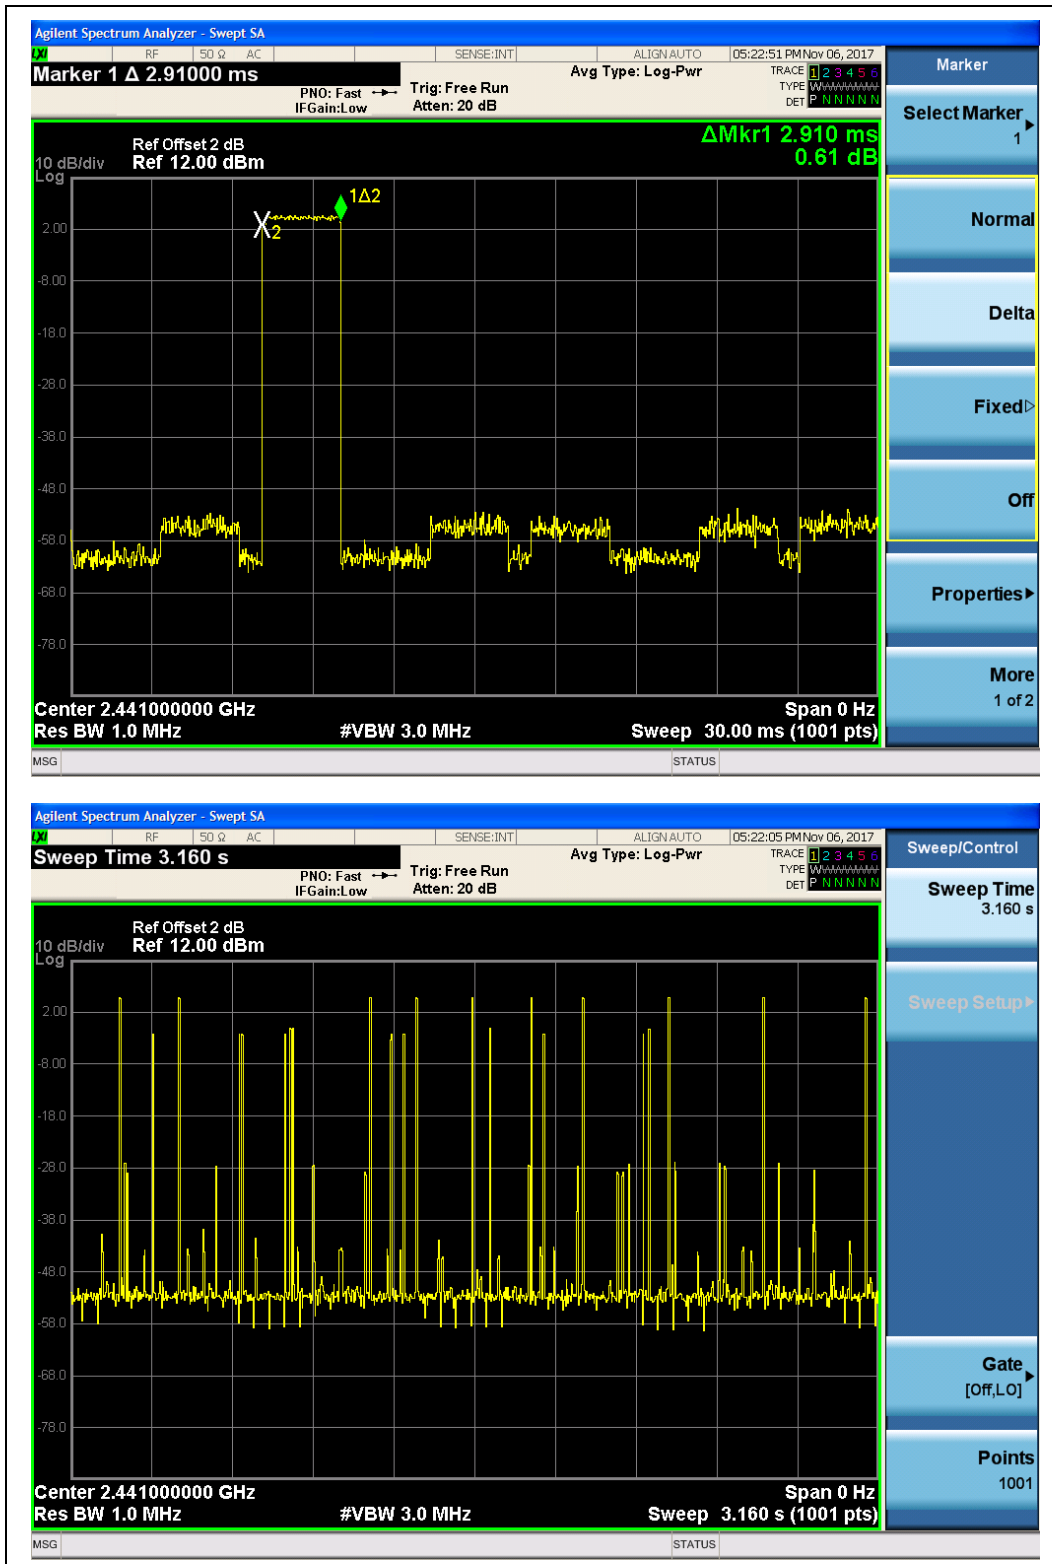 Agilent Spectrum Analyzer - Swept SA
LXI RF 50 Ω AC SENSE:INT ALIGN AUTO 05:22:51 PM Nov 06, 2017
Marker 1 Δ 2.91000 ms
PNO: Fast
IFGain:Low
Trig: Free Run
Atten: 20 dB
Avg Type: Log-Pwr
TRACE 1 2 3 4 5 6
TYPE WWWWWW
DET P N N N N N
ΔMkr1 2.910 ms
0.61 dB
10 dB/div
Log
Ref Offset 2 dB
Ref 12.00 dBm
1Δ2
2
2.00
-8.00
-18.0
-28.0
-38.0
-48.0
-58.0
-68.0
-78.0
Center 2.441000000 GHz Span 0 Hz
Res BW 1.0 MHz #VBW 3.0 MHz Sweep 30.00 ms (1001 pts)
MSG STATUS
Marker
Select Marker
1
Normal
Delta
Fixed
Off
Properties
More
1 of 2
Agilent Spectrum Analyzer - Swept SA
LXI RF 50 Ω AC SENSE:INT ALIGN AUTO 05:22:05 PM Nov 06, 2017
Sweep Time 3.160 s
PNO: Fast
IFGain:Low
Trig: Free Run
Atten: 20 dB
Avg Type: Log-Pwr
TRACE 1 2 3 4 5 6
TYPE WWWWWW
DET P N N N N N
10 dB/div
Log
Ref Offset 2 dB
Ref 12.00 dBm
2.00
-8.00
-18.0
-28.0
-38.0
-48.0
-58.0
-68.0
-78.0
Center 2.441000000 GHz Span 0 Hz
Res BW 1.0 MHz #VBW 3.0 MHz Sweep 3.160 s (1001 pts)
MSG STATUS
Sweep/Control
Sweep Time
3.160 s
Sweep Setup
Gate
[Off,LO]
Points
1001